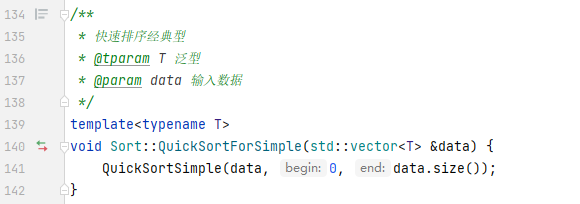 134 /**
135 * 快速排序经典型
136 * @tparam T 泛型
137 * @param data 输入数据
138 */
139 template<typename T>
140 void Sort::QuickSortForSimple(std::vector<T> &data) {
141 QuickSortSimple(data, begin: 0, end: data.size());
142 }